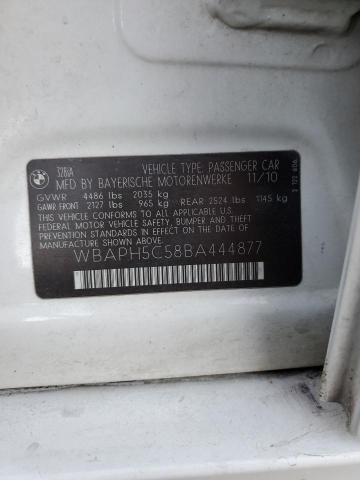 BMW
328iA
VEHICLE TYPE: PASSENGER CAR
MFD BY BAYERISCHE MOTORENWERKE 11/10
GVWR 4486 lbs 2035 kg
GAWR FRONT 2127 lbs 965 kg REAR 2524 lbs 1145 kg
THIS VEHICLE CONFORMS TO ALL APPLICABLE U.S.
FEDERAL MOTOR VEHICLE SAFETY, BUMPER, AND THEFT
PREVENTION STANDARDS IN EFFECT ON THE DATE OF
MANUFACTURE SHOWN ABOVE.
WBAPH5C58BA444877